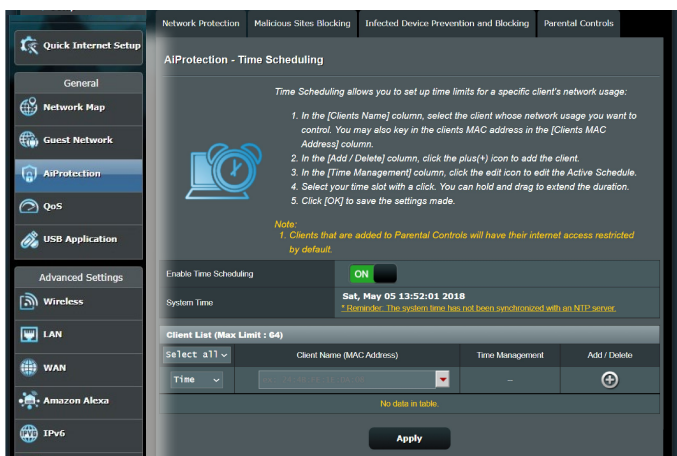 Quick Internet Setup
General
Network Map
Guest Network
AiProtection
QoS
USB Application
Advanced Settings
Wireless
LAN
WAN
Amazon Alexa
IPv6
Network Protection
Malicious Sites Blocking
Infected Device Prevention and Blocking
Parental Controls
AiProtection - Time Scheduling
Time Scheduling allows you to set up time limits for a specific client's network usage:
1. In the [Clients Name] column, select the client whose network usage you want to
control. You may also key in the clients MAC address in the [Clients MAC
Address] column.
2. In the [Add / Delete] column, click the plus(+) icon to add the client.
3. In the [Time Management] column, click the edit icon to edit the Active Schedule.
4. Select your time slot with a click. You can hold and drag to extend the duration.
5. Click [OK] to save the settings made.
Note:
1. Clients that are added to Parental Controls will have their internet access restricted
by default.
Enable Time Scheduling
ON
System Time
Sat, May 05 13:52:01 2018
* Reminder: The system time has not been synchronized with an NTP server.
Client List (Max Limit : 64)
Select all
Client Name (MAC Address)
Time Management
Add / Delete
Time
–
No data in table.
Apply